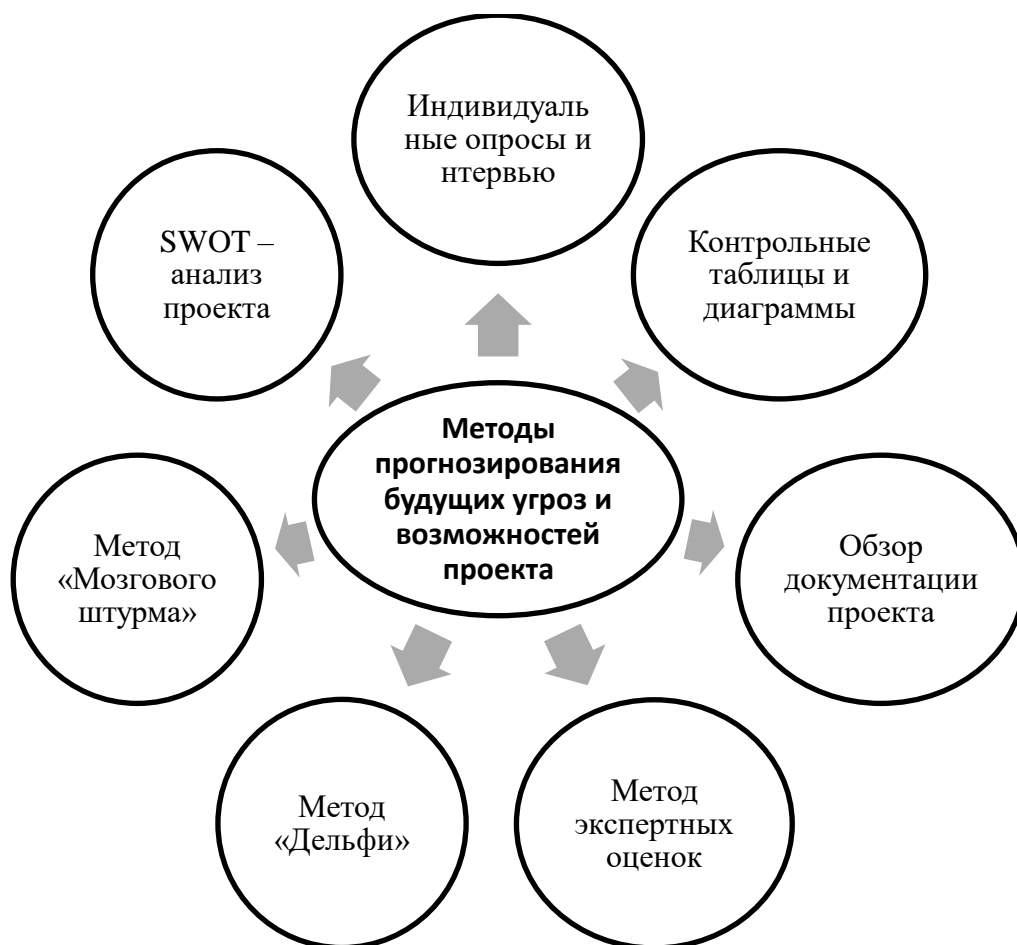 Индивидуаль
ные опросы и
нтервью
Контрольные
таблицы и
диаграммы
Обзор
документации
проекта
Метод
экспертных
оценок
Метод
«Дельфи»
Метод
«Мозгового
штурма»
SWOT –
анализ
проекта
Методы
прогнозирования
будущих угроз и
возможностей
проекта